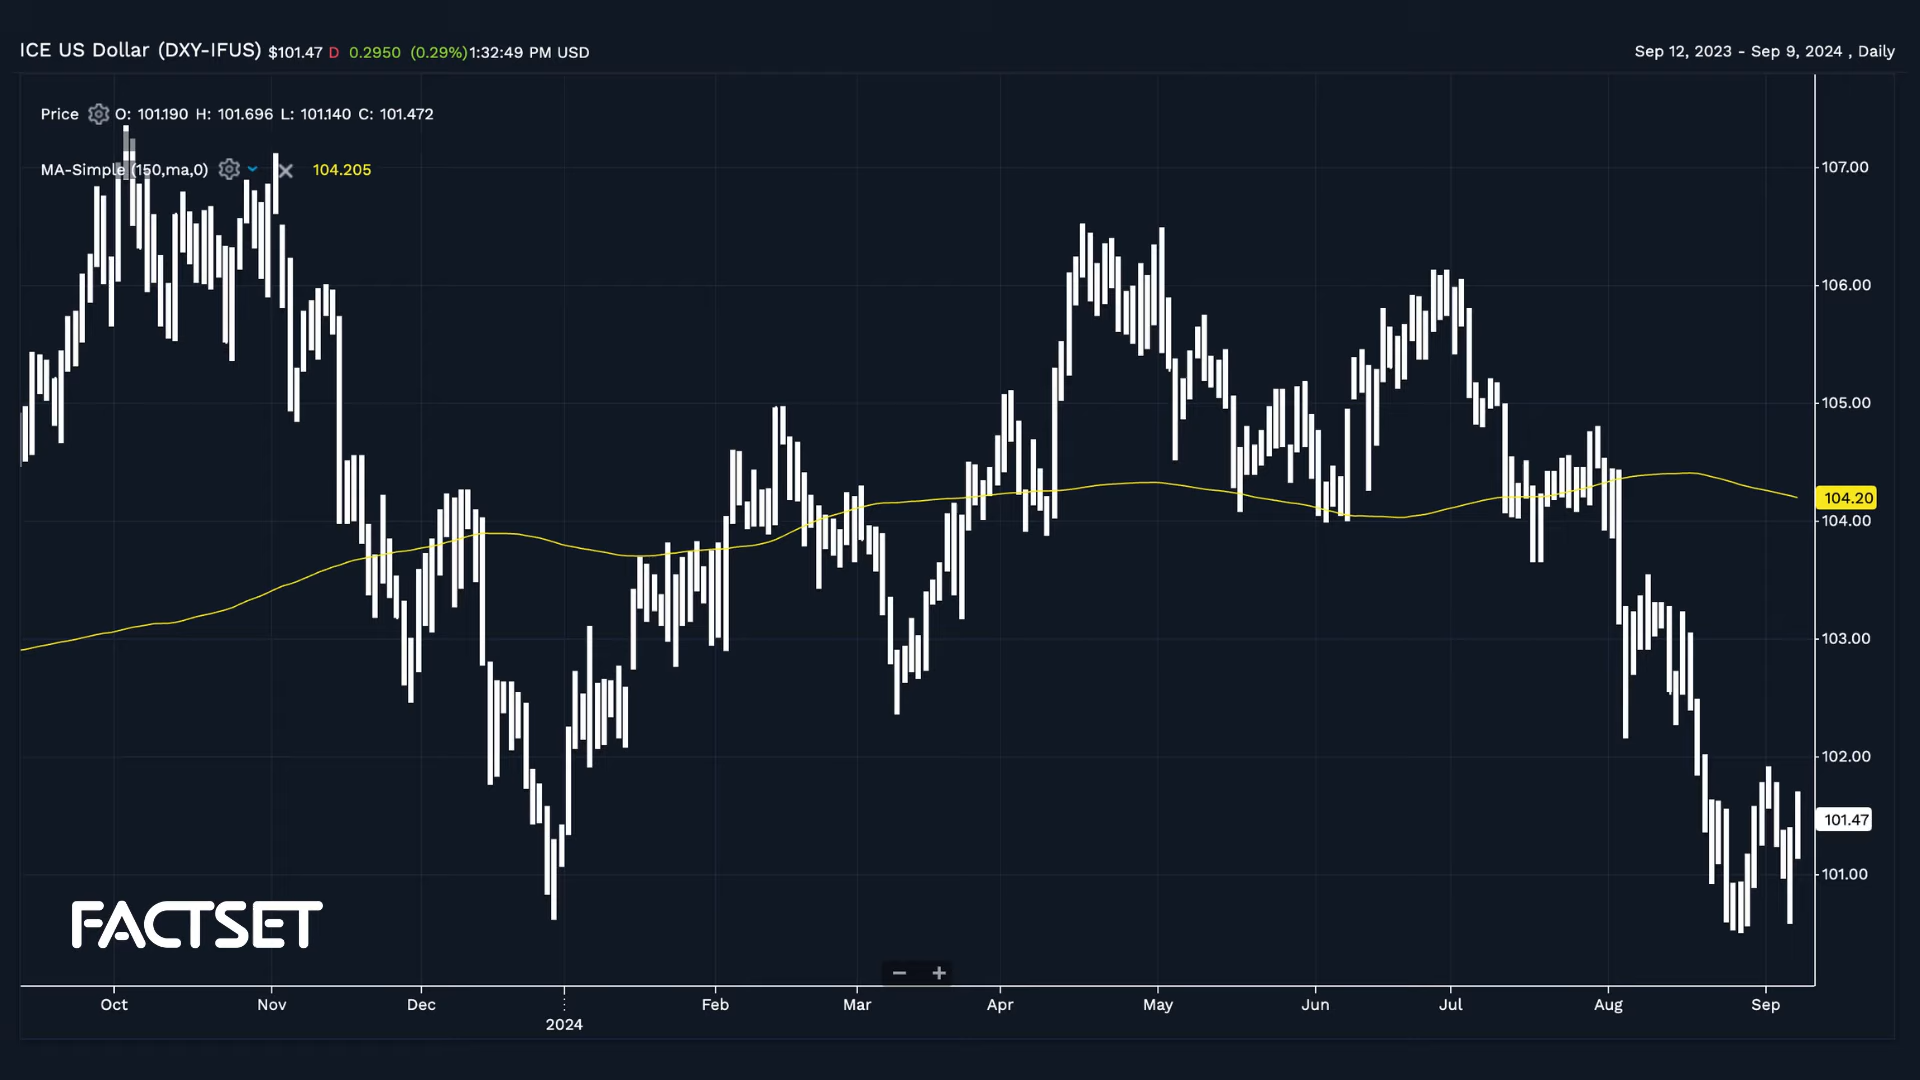 ICE US Dollar (DXY-IFUS) $101.47 D 0.2950 (0.29%) 1:32:49 PM USD
Sep 12, 2023 - Sep 9, 2024 , Daily
Price O: 101.190 H: 101.696 L: 101.140 C: 101.472
MA-Simple (150,ma,0) 104.205
107.00
106.00
105.00
104.20
104.00
103.00
102.00
101.47
101.00
FACTSET
Oct Nov Dec Feb Mar Apr May Jun Jul Aug Sep
2024